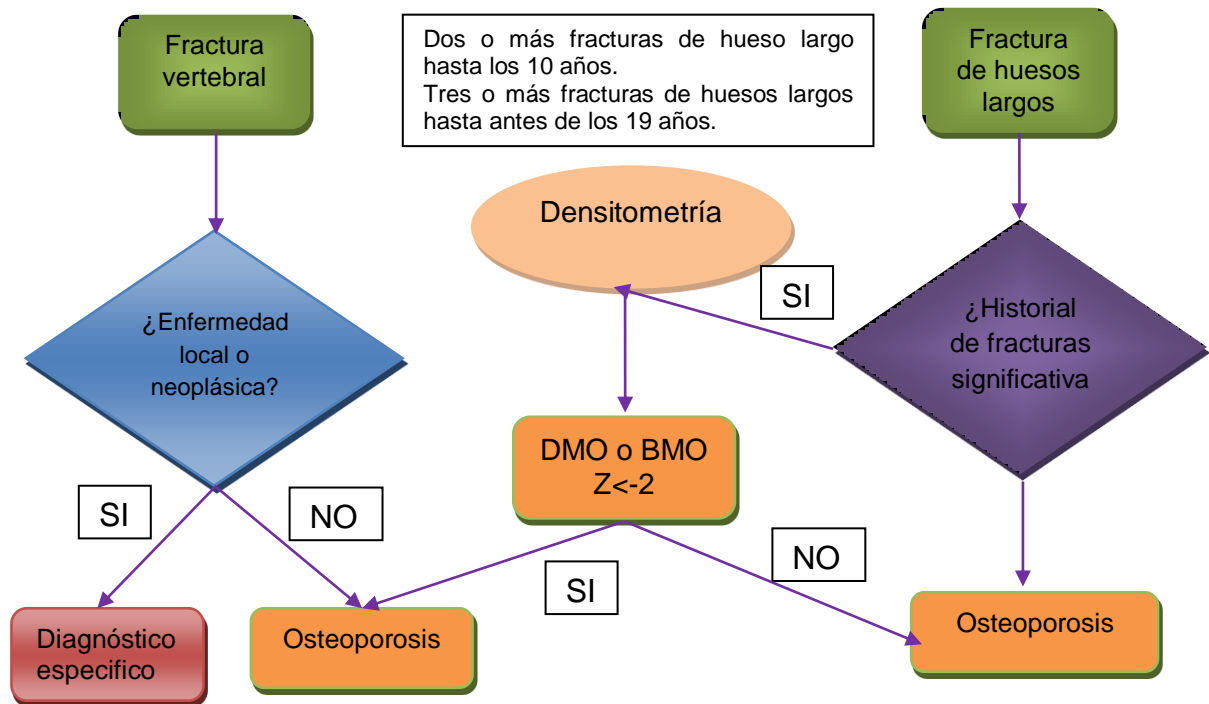 Fractura
vertebral
Dos o más fracturas de hueso largo
hasta los 10 años.
Tres o más fracturas de huesos largos
hasta antes de los 19 años.
Fractura
de huesos
largos
Densitometría
SI
¿Enfermedad
local o
neoplásica?
¿Historial
de fracturas
significativa
DMO o BMO
Z<-2
SI
NO
SI
NO
Diagnóstico
especifico
Osteoporosis
Osteoporosis